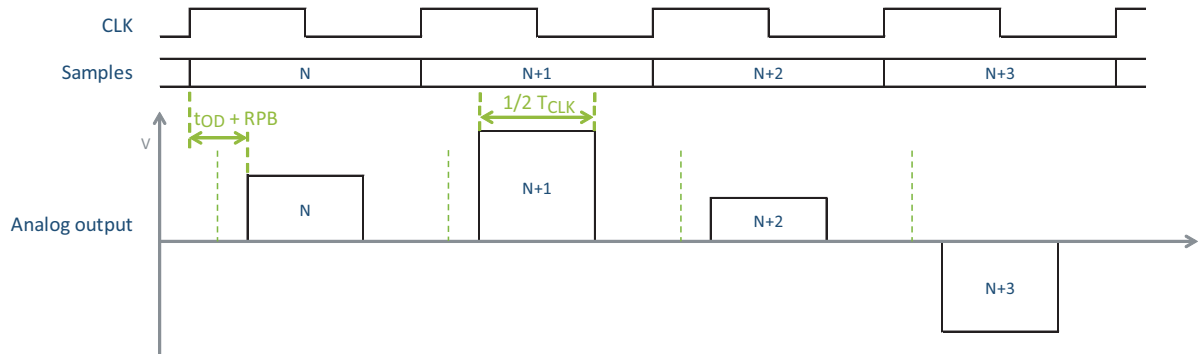 CLK
Samples N N+1 N+2 N+3
tOD + RPB 1/2 TCLK
V
N N+1 N+2
Analog output
N+3